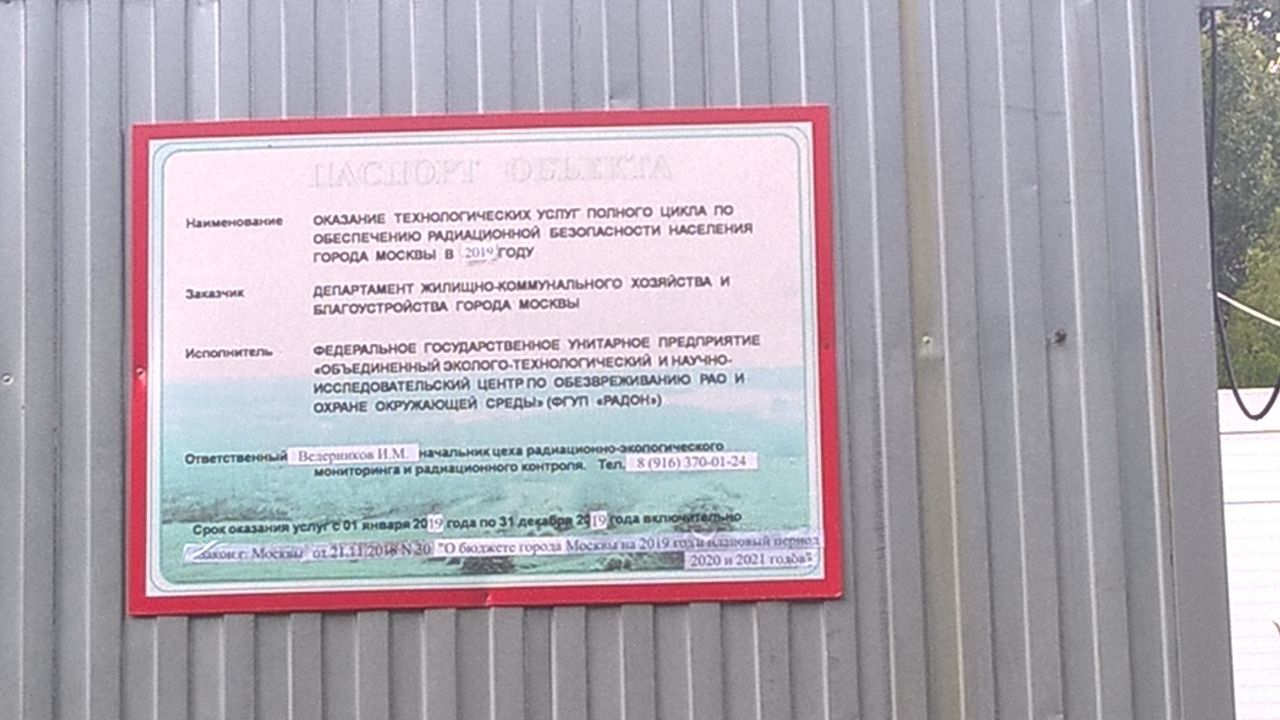 ПАСПОРТ ОБЪЕКТА
Наименование ОКАЗАНИЕ ТЕХНОЛОГИЧЕСКИХ УСЛУГ ПОЛНОГО ЦИКЛА ПО
ОБЕСПЕЧЕНИЮ РАДИАЦИОННОЙ БЕЗОПАСНОСТИ НАСЕЛЕНИЯ
ГОРОДА МОСКВЫ В 2019 ГОДУ
Заказчик ДЕПАРТАМЕНТ ЖИЛИЩНО-КОММУНАЛЬНОГО ХОЗЯЙСТВА И
БЛАГОУСТРОЙСТВА ГОРОДА МОСКВЫ
Исполнитель ФЕДЕРАЛЬНОЕ ГОСУДАРСТВЕННОЕ УНИТАРНОЕ ПРЕДПРИЯТИЕ
«ОБЪЕДИНЕННЫЙ ЭКОЛОГО-ТЕХНОЛОГИЧЕСКИЙ И НАУЧНО-
ИССЛЕДОВАТЕЛЬСКИЙ ЦЕНТР ПО ОБЕЗВРЕЖИВАНИЮ РАО И
ОХРАНЕ ОКРУЖАЮЩЕЙ СРЕДЫ» (ФГУП «РАДОН»)
Ответственный Ведерников И.М. начальник цеха радиационно-экологического
мониторинга и радиационного контроля. Тел. 8 (916) 370-01-24
Срок оказания услуг с 01 января 2019 года по 31 декабря 2019 года включительно
закон г. Москвы от 21.11.2018 N 30 "О бюджете города Москвы на 2019 год и плановый период
2020 и 2021 годов"